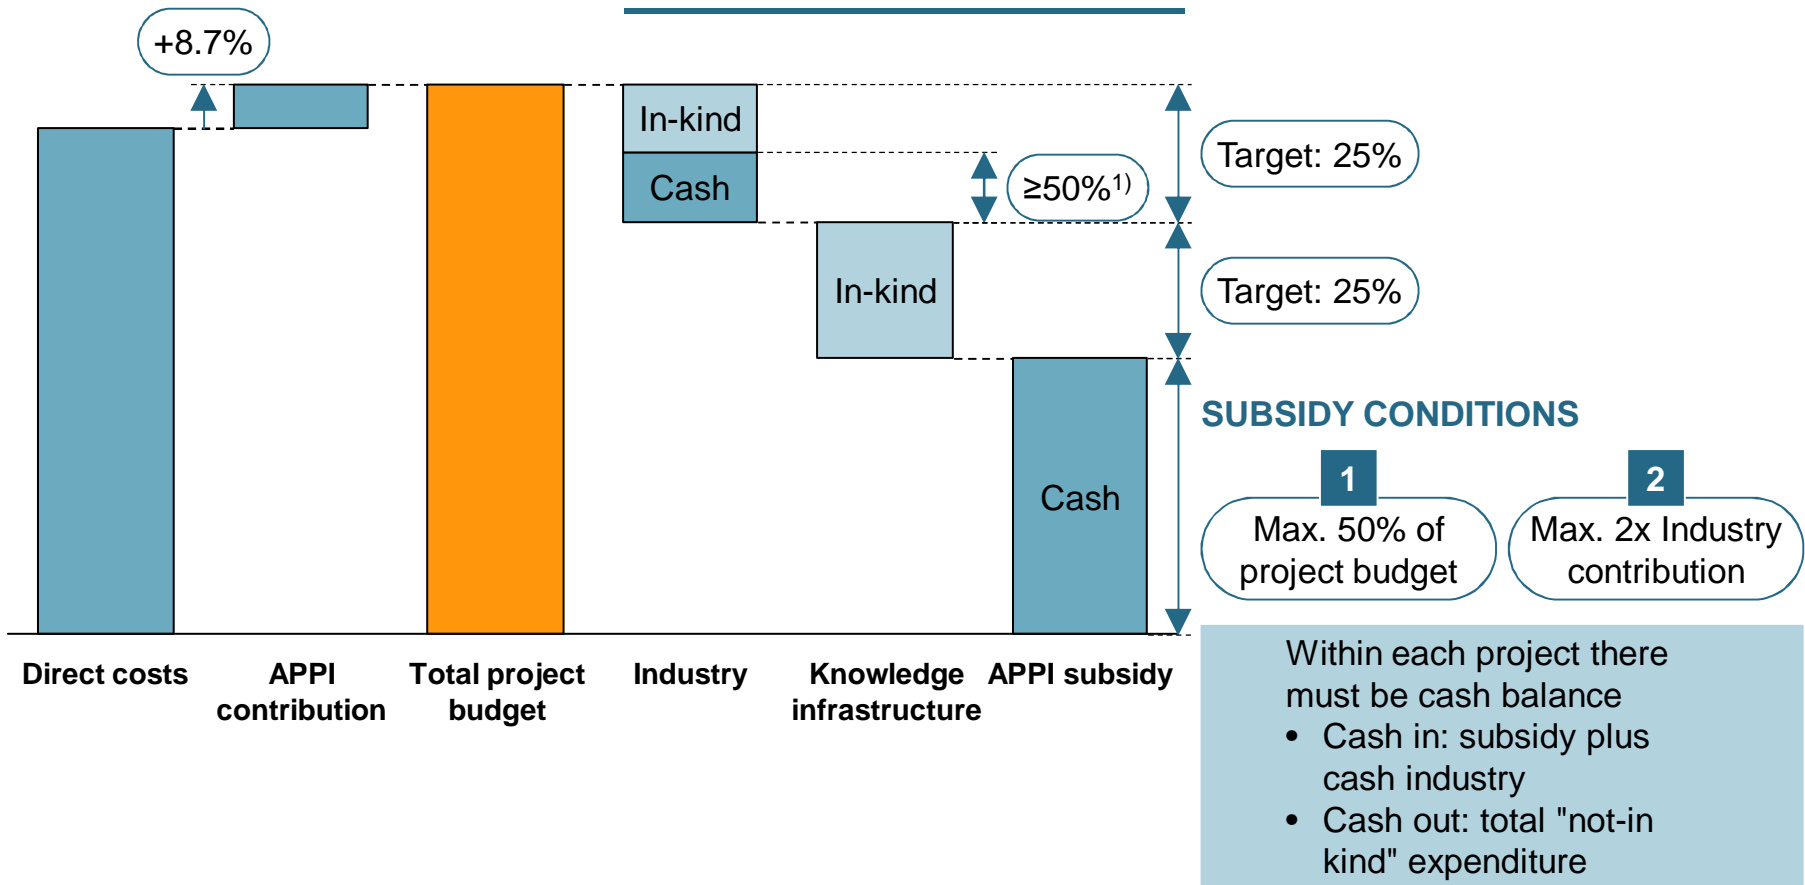 +8.7%
In-kind
Cash
≥50%¹⁾
Target: 25%
In-kind
Target: 25%
Cash
SUBSIDY CONDITIONS
1
Max. 50% of
project budget
2
Max. 2x Industry
contribution
Direct costs
APPI
contribution
Total project
budget
Industry
Knowledge
infrastructure
APPI subsidy
Within each project there
must be cash balance
• Cash in: subsidy plus
cash industry
• Cash out: total "not-in
kind" expenditure